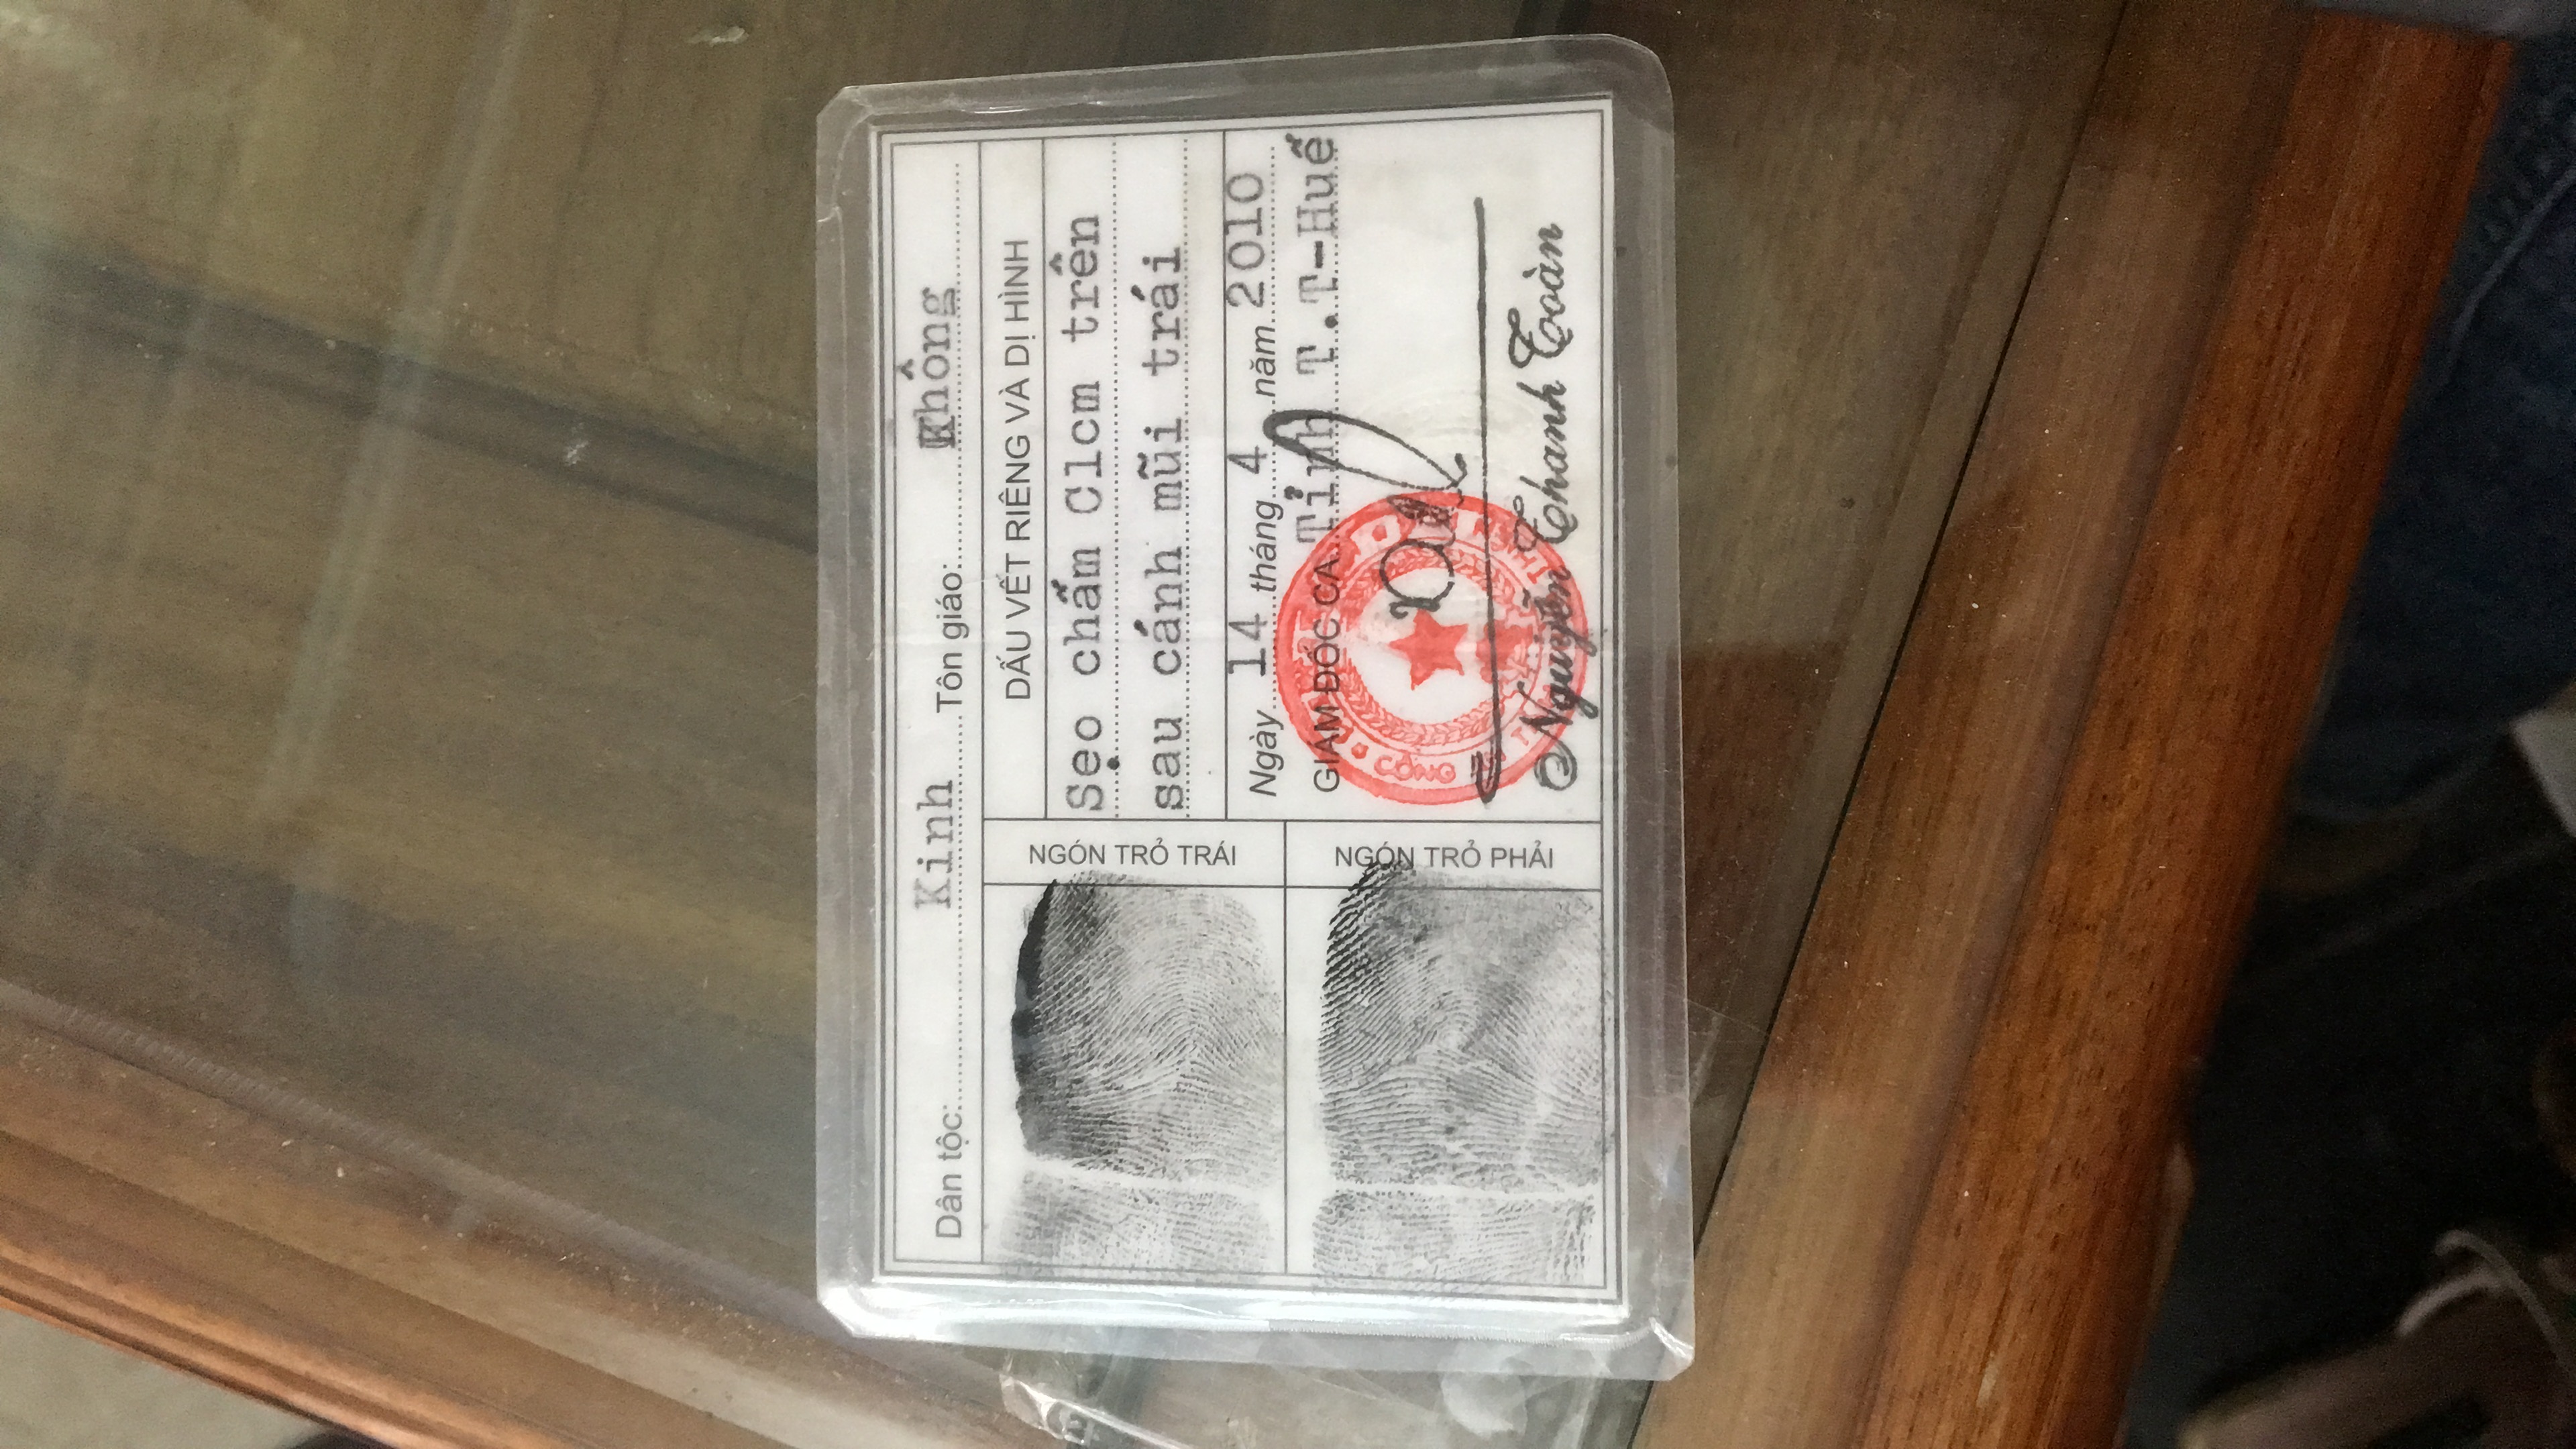 Dân tộc: Kinh Tôn giáo: Không
NGÓN TRỎ TRÁI
DẤU VẾT RIÊNG VÀ DỊ HÌNH
Sẹo chấm C1cm trên
sau cánh mũi trái
NGÓN TRỎ PHẢI
Ngày 14 tháng 4 năm 2010
GIÁM ĐỐC CA Tỉnh T.T-Huế
CÔNG
Nguyễn Thanh Toàn